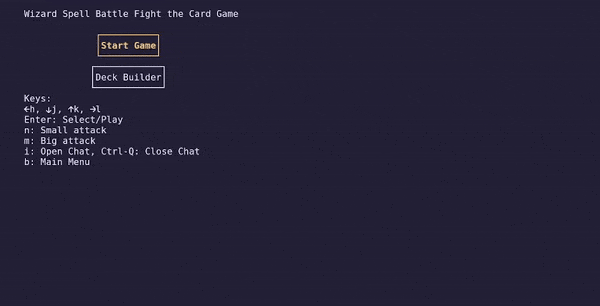 Wizard Spell Battle Fight the Card Game
Start Game
Deck Builder
Keys:
←h, ↓j, ↑k, →l
Enter: Select/Play
n: Small attack
m: Big attack
i: Open Chat, Ctrl-Q: Close Chat
b: Main Menu